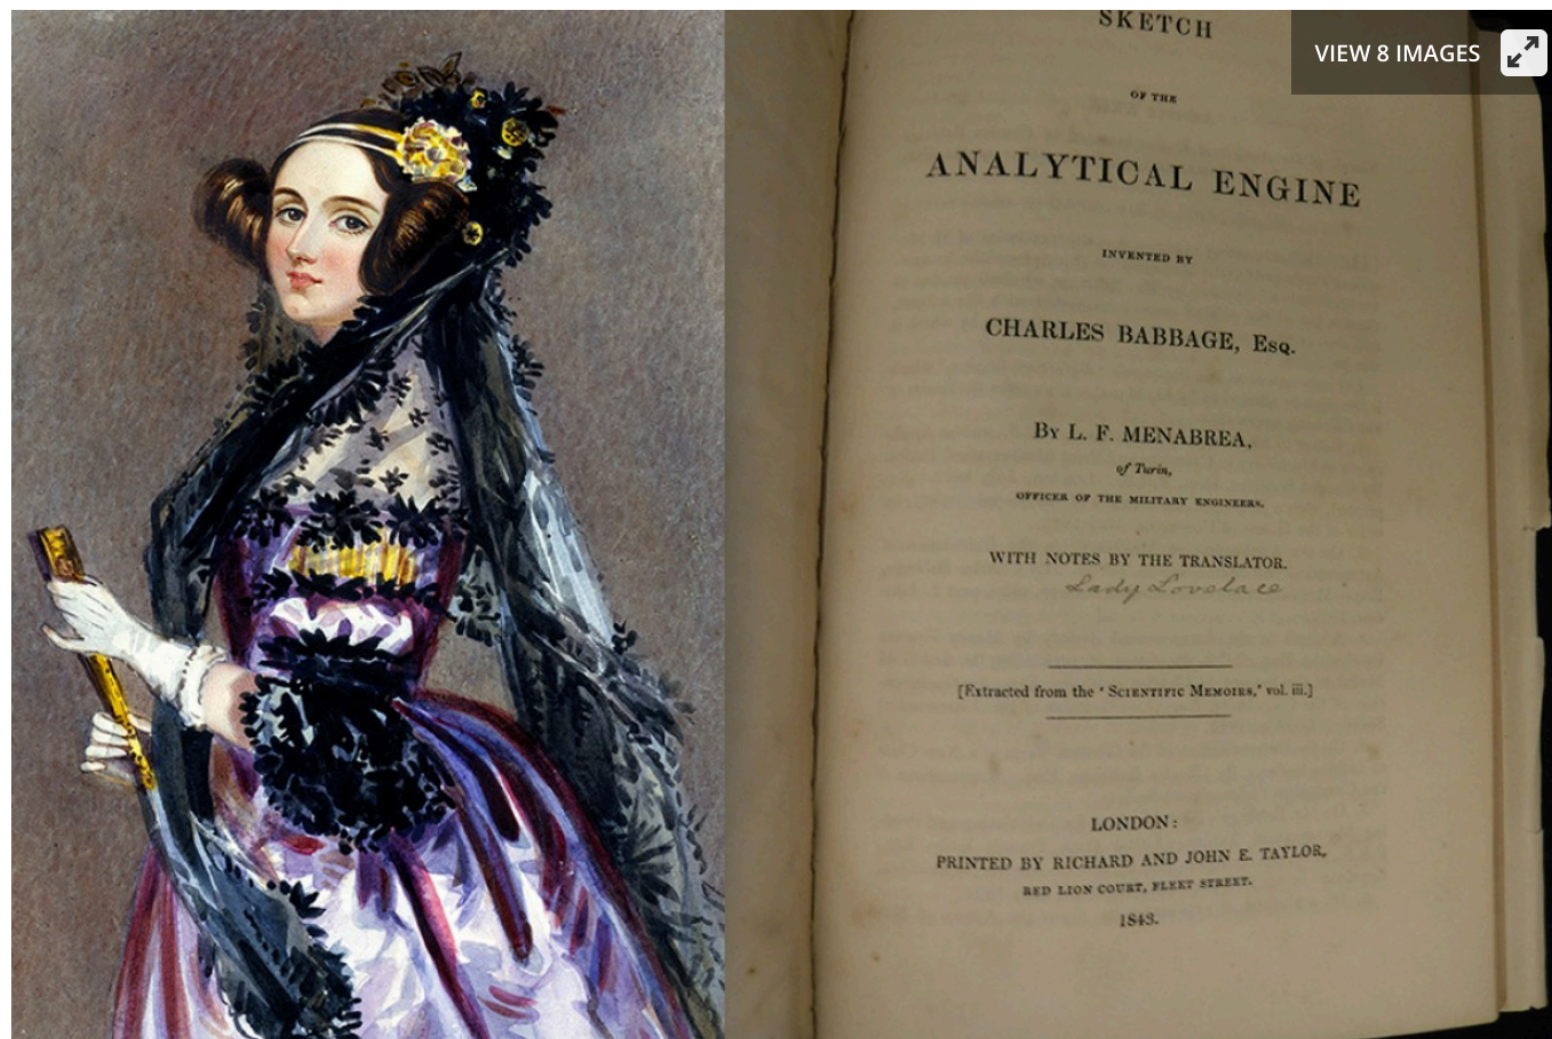 VIEW 8 IMAGES
SKETCH
OF THE
ANALYTICAL ENGINE
INVENTED BY
CHARLES BABBAGE, Esq.
By L. F. MENABREA,
of Turin,
OFFICER OF THE MILITARY ENGINEERS.
WITH NOTES BY THE TRANSLATOR.
Lady Lovelace
[Extracted from the ‘Scientific Memoirs,’ vol. iii.]
LONDON:
PRINTED BY RICHARD AND JOHN E. TAYLOR,
RED LION COURT, FLEET STREET.
1843.